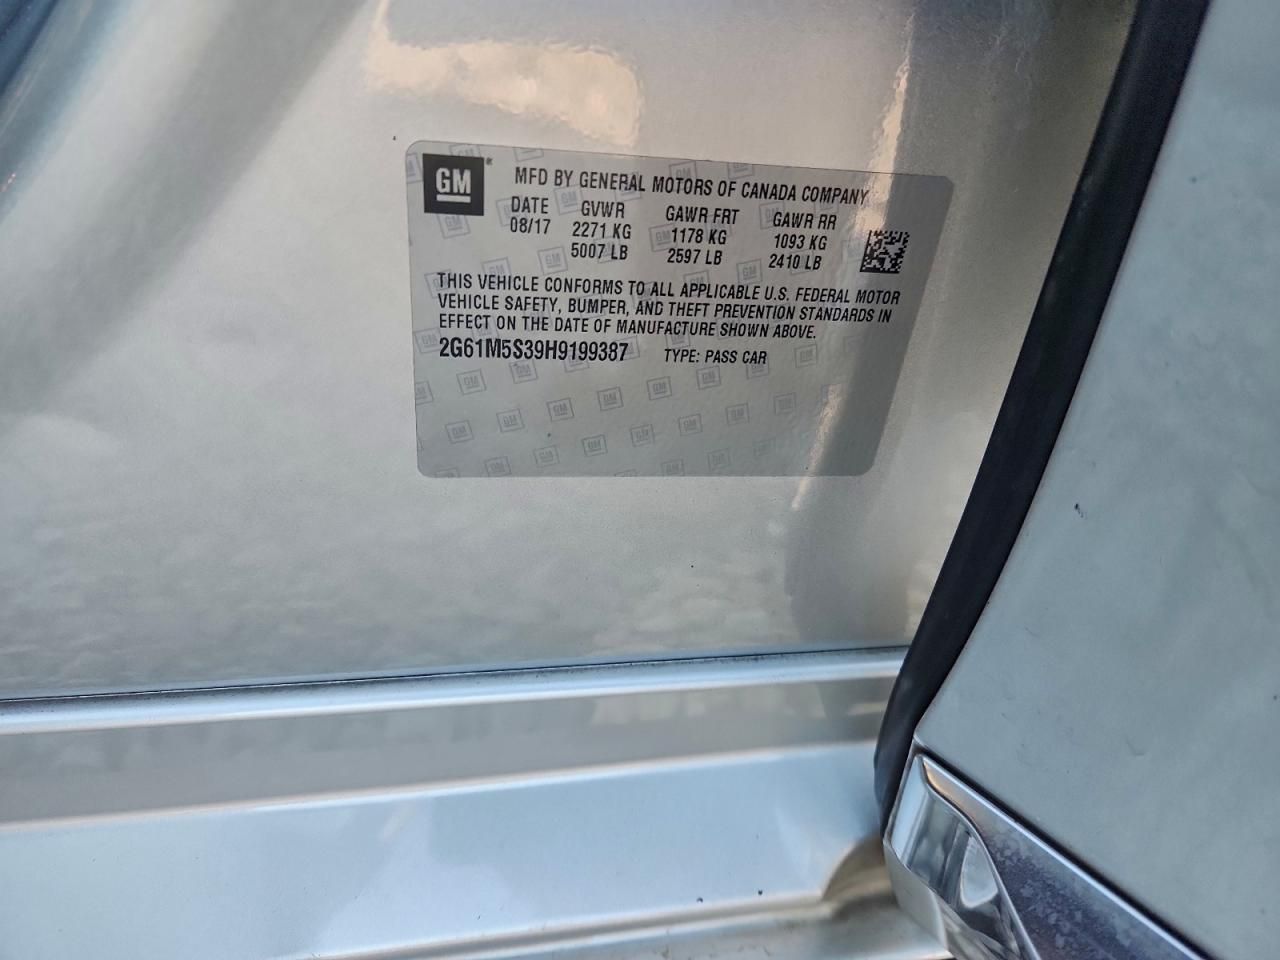 GM
MFD BY GENERAL MOTORS OF CANADA COMPANY
DATE GVWR GAWR FRT GAWR RR
08/17 2271 KG 1178 KG 1093 KG
5007 LB 2597 LB 2410 LB
THIS VEHICLE CONFORMS TO ALL APPLICABLE U.S. FEDERAL MOTOR
VEHICLE SAFETY, BUMPER, AND THEFT PREVENTION STANDARDS IN
EFFECT ON THE DATE OF MANUFACTURE SHOWN ABOVE.
2G61M5S39H9199387 TYPE: PASS CAR